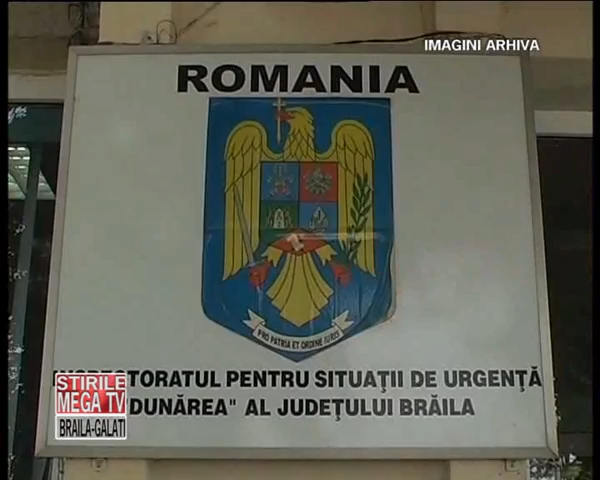 IMAGINI ARHIVA
ROMANIA
PRO PATRIA ET ORDINE IURIS
TORATUL PENTRU SITUAŢII DE URGENŢĂ
"DUNĂREA" AL JUDEŢULUI BRĂILA
STIRILE
MEGA TV
BRAILA-GALATI